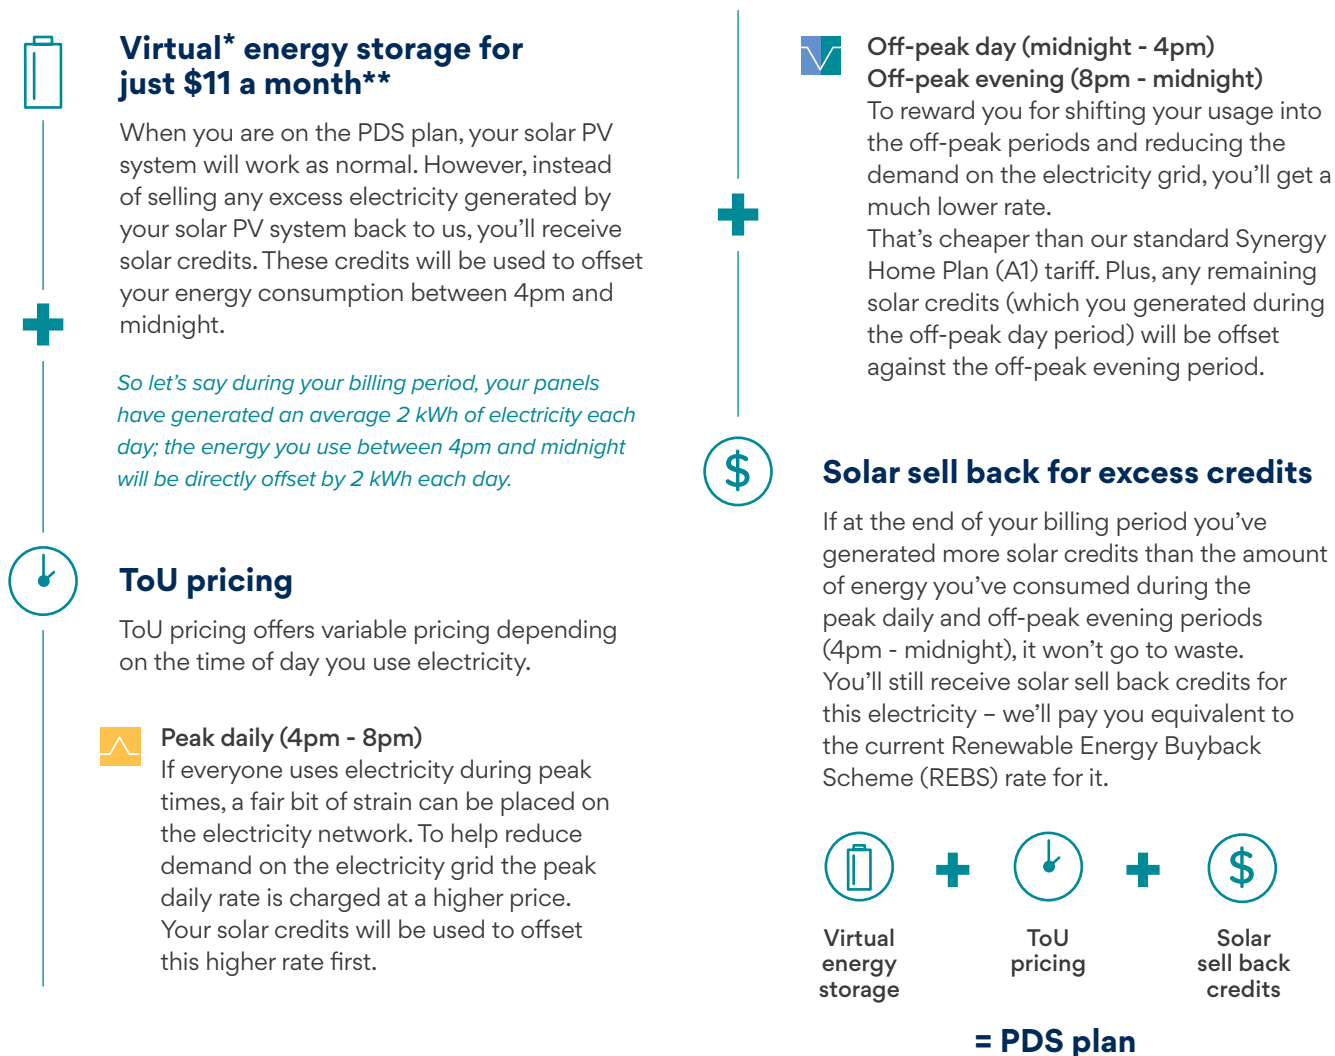 Virtual* energy storage for
just $11 a month**
When you are on the PDS plan, your solar PV
system will work as normal. However, instead
of selling any excess electricity generated by
your solar PV system back to us, you'll receive
solar credits. These credits will be used to offset
your energy consumption between 4pm and
midnight.
So let's say during your billing period, your panels
have generated an average 2 kWh of electricity each
day; the energy you use between 4pm and midnight
will be directly offset by 2 kWh each day.
ToU pricing
ToU pricing offers variable pricing depending
on the time of day you use electricity.
Peak daily (4pm - 8pm)
If everyone uses electricity during peak
times, a fair bit of strain can be placed on
the electricity network. To help reduce
demand on the electricity grid the peak
daily rate is charged at a higher price.
Your solar credits will be used to offset
this higher rate first.
Off-peak day (midnight - 4pm)
Off-peak evening (8pm - midnight)
To reward you for shifting your usage into
the off-peak periods and reducing the
demand on the electricity grid, you'll get a
much lower rate.
That's cheaper than our standard Synergy
Home Plan (A1) tariff. Plus, any remaining
solar credits (which you generated during
the off-peak day period) will be offset
against the off-peak evening period.
$
Solar sell back for excess credits
If at the end of your billing period you've
generated more solar credits than the amount
of energy you've consumed during the
peak daily and off-peak evening periods
(4pm - midnight), it won't go to waste.
You'll still receive solar sell back credits for
this electricity – we'll pay you equivalent to
the current Renewable Energy Buyback
Scheme (REBS) rate for it.
$
Virtual
energy
storage
ToU
pricing
Solar
sell back
credits
= PDS plan